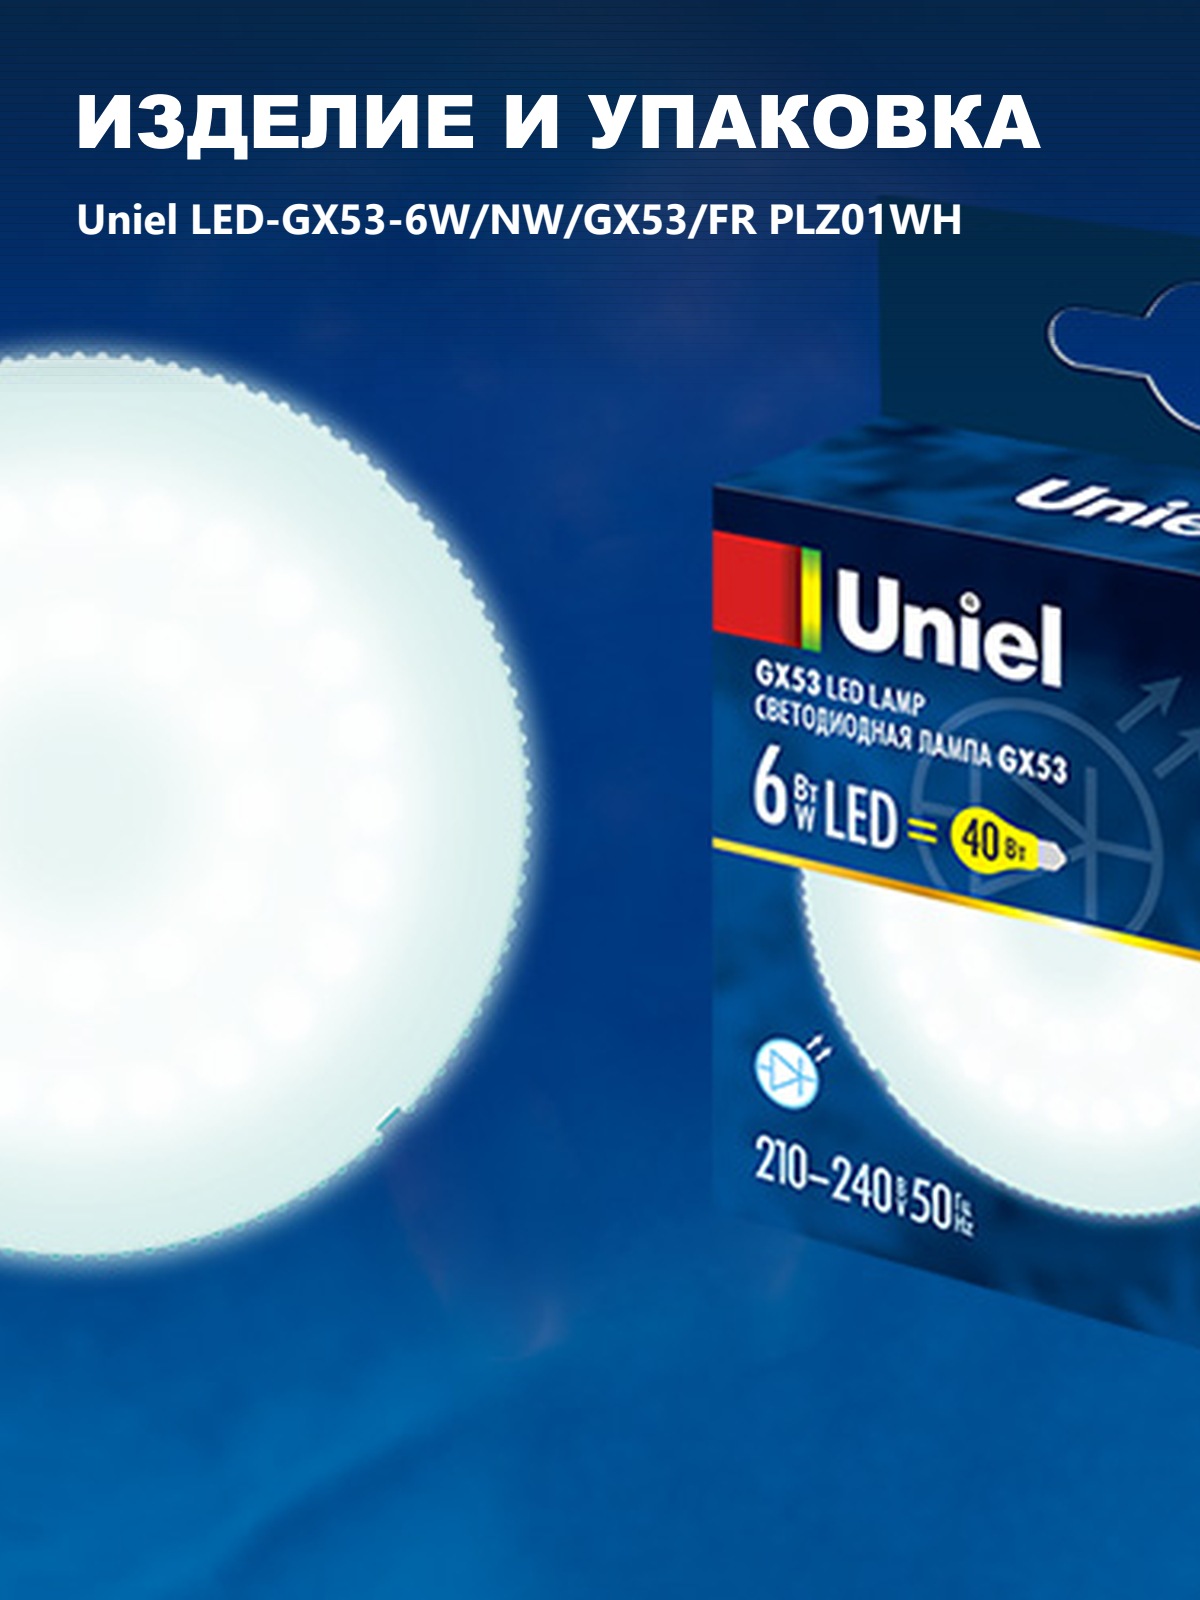 ИЗДЕЛИЕ И УПАКОВКА
Uniel LED-GX53-6W/NW/GX53/FR PLZ01WH
Uniel
GX53 LED LAMP
СВЕТОДИОДНАЯ ЛАМПА GX53
6 Вт W LED = 40 Вт
210–240 В V 50 Гц Hz